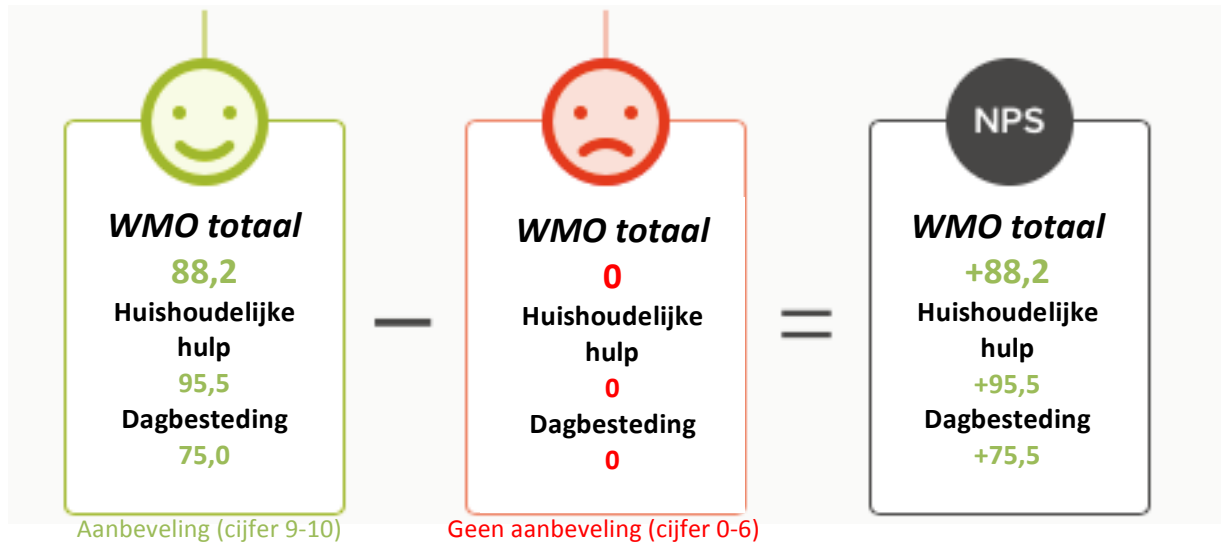 WMO totaal
88,2
Huishoudelijke
hulp
95,5
Dagbesteding
75,0
Aanbeveling (cijfer 9-10)
WMO totaal
0
Huishoudelijke
hulp
0
Dagbesteding
0
Geen aanbeveling (cijfer 0-6)
NPS
WMO totaal
+88,2
Huishoudelijke
hulp
+95,5
Dagbesteding
+75,5